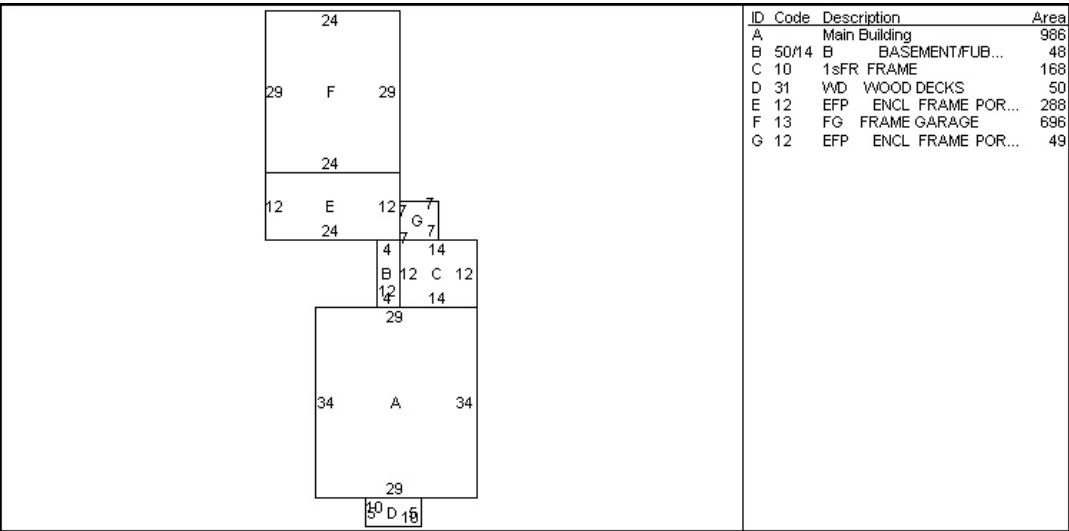 24
29 F 29
24
12 E 12
24
7 7
G
7 7
4 14
B 12 C 12
12
4 14
29
34 A 34
29
10
5 D 5
10
ID Code Description Area
A Main Building 986
B 50/14 B BASEMENT/FUB... 48
C 10 1sFR FRAME 168
D 31 WD WOOD DECKS 50
E 12 EFP ENCL FRAME POR... 288
F 13 FG FRAME GARAGE 696
G 12 EFP ENCL FRAME POR... 49